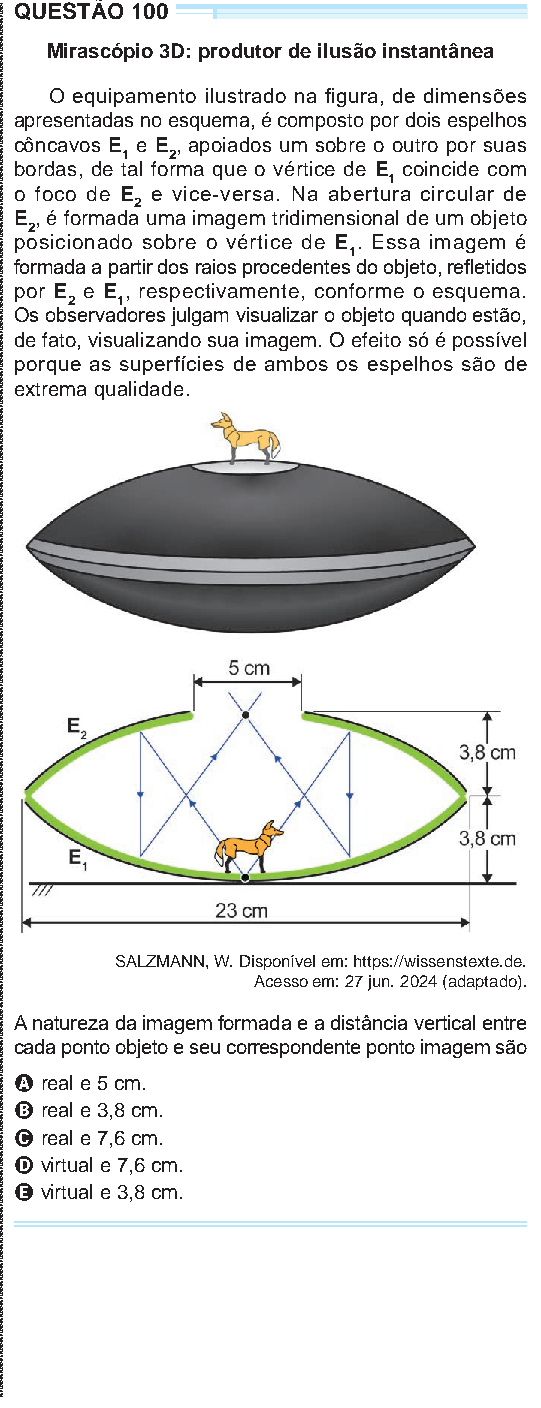 QUESTÃO 100
Mirascópio 3D: produtor de ilusão instantânea
O equipamento ilustrado na figura, de dimensões
apresentadas no esquema, é composto por dois espelhos
côncavos E1 e E2, apoiados um sobre o outro por suas
bordas, de tal forma que o vértice de E1 coincide com
o foco de E2 e vice-versa. Na abertura circular de
E2, é formada uma imagem tridimensional de um objeto
posicionado sobre o vértice de E1. Essa imagem é
formada a partir dos raios procedentes do objeto, refletidos
por E2 e E1, respectivamente, conforme o esquema.
Os observadores julgam visualizar o objeto quando estão,
de fato, visualizando sua imagem. O efeito só é possível
porque as superfícies de ambos os espelhos são de
extrema qualidade.
5 cm
E2
3,8 cm
3,8 cm
E1
23 cm
SALZMANN, W. Disponível em: https://wissenstexte.de.
Acesso em: 27 jun. 2024 (adaptado).
A natureza da imagem formada e a distância vertical entre
cada ponto objeto e seu correspondente ponto imagem são
A real e 5 cm.
B real e 3,8 cm.
C real e 7,6 cm.
D virtual e 7,6 cm.
E virtual e 3,8 cm.